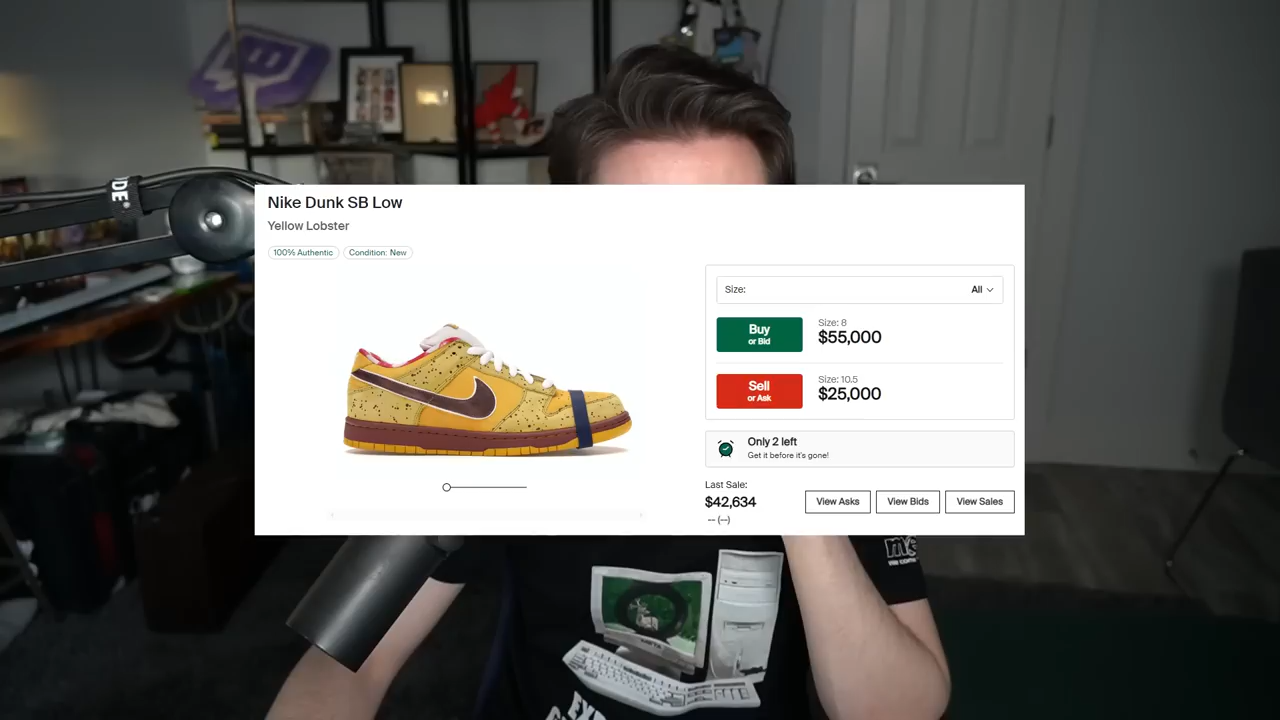 DE
Nike Dunk SB Low
Yellow Lobster
100% Authentic
Condition: New
Size:
All
Buy
or Bid
Size: 8
$55,000
Sell
or Ask
Size: 10.5
$25,000
Only 2 left
Get it before it's gone!
Last Sale:
$42,634
-- (--)
View Asks
View Bids
View Sales